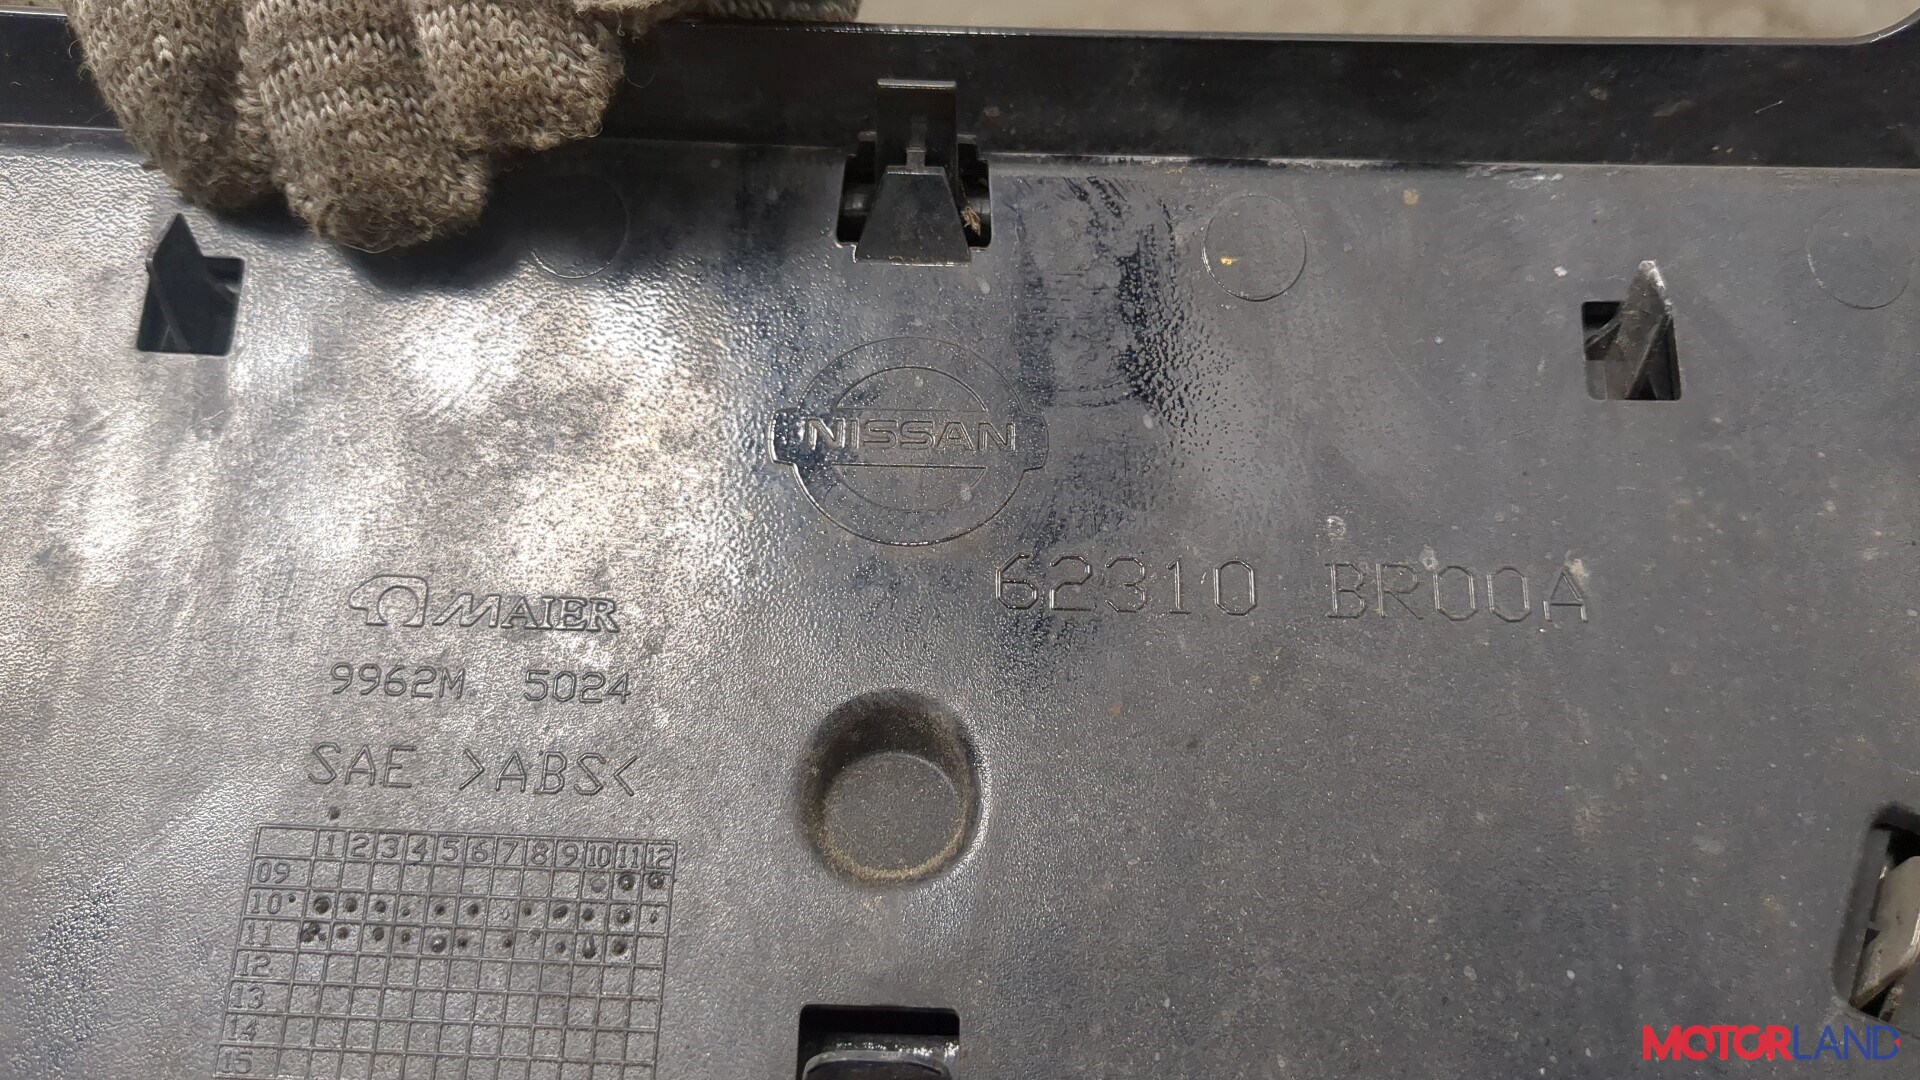 NISSAN
62310 BR00A
MAIER
9962M 5024
SAE >ABS<
1 2 3 4 5 6 7 8 9 10 11 12
09
10
11
12
13
14
15
MOTORLAND